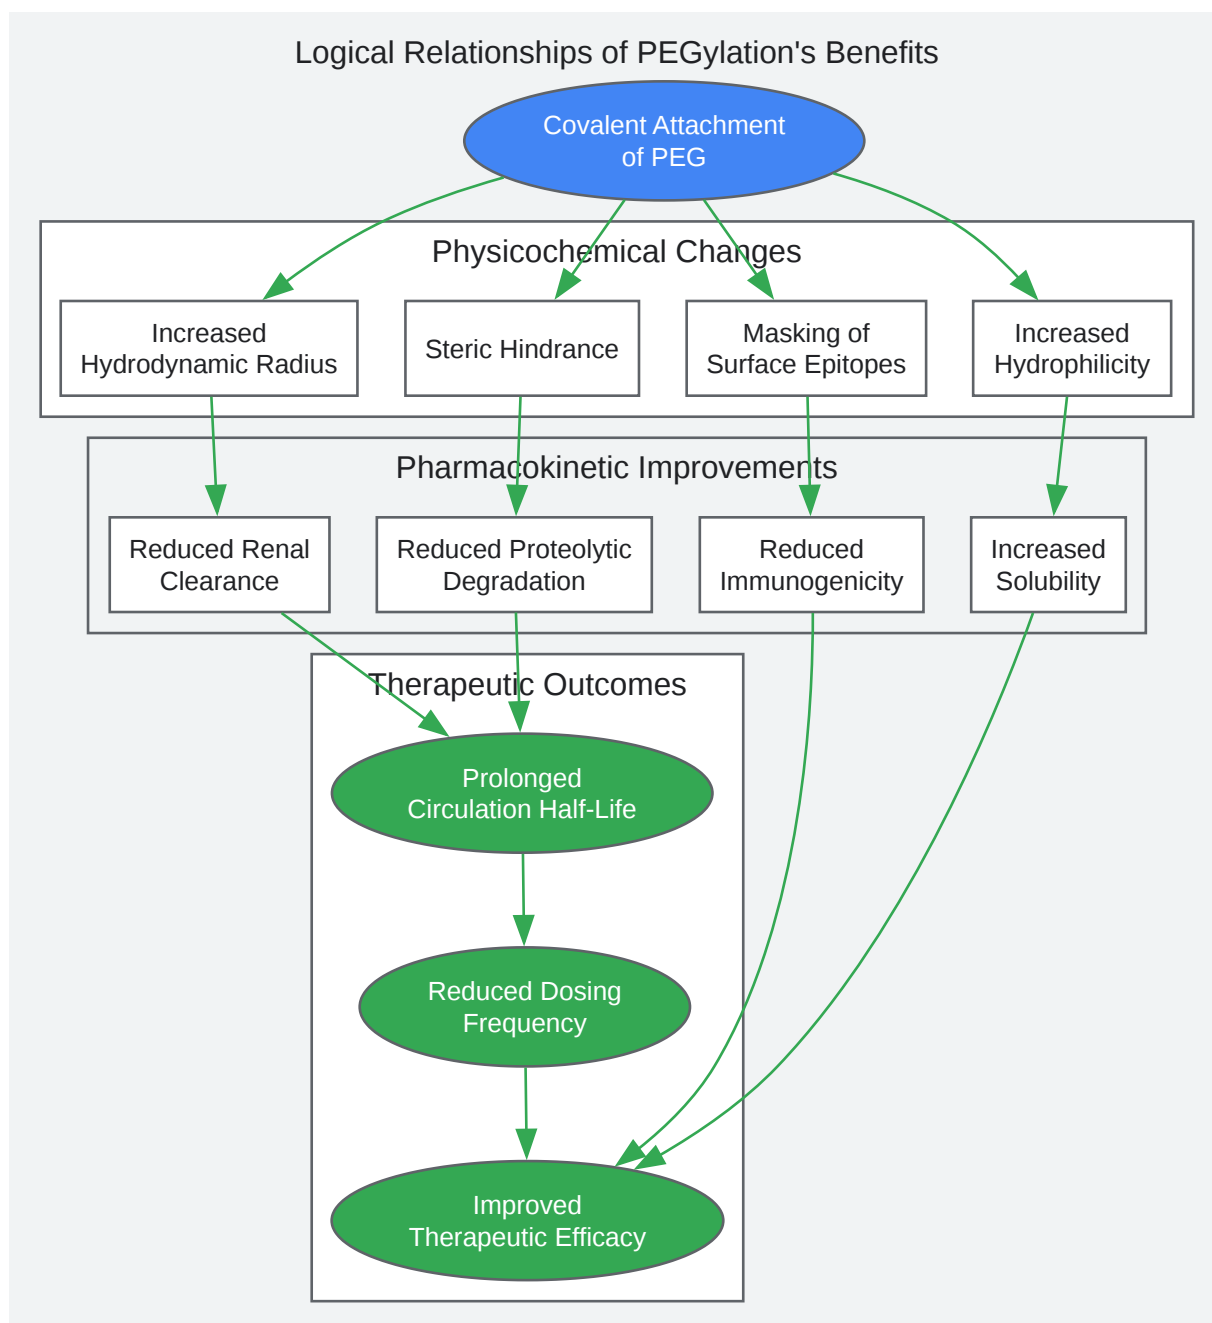 Logical Relationships of PEGylation's Benefits
Covalent Attachment
of PEG
Physicochemical Changes
Increased
Hydrodynamic Radius
Steric Hindrance
Masking of
Surface Epitopes
Increased
Hydrophilicity
Pharmacokinetic Improvements
Reduced Renal
Clearance
Reduced Proteolytic
Degradation
Reduced
Immunogenicity
Increased
Solubility
Therapeutic Outcomes
Prolonged
Circulation Half-Life
Reduced Dosing
Frequency
Improved
Therapeutic Efficacy